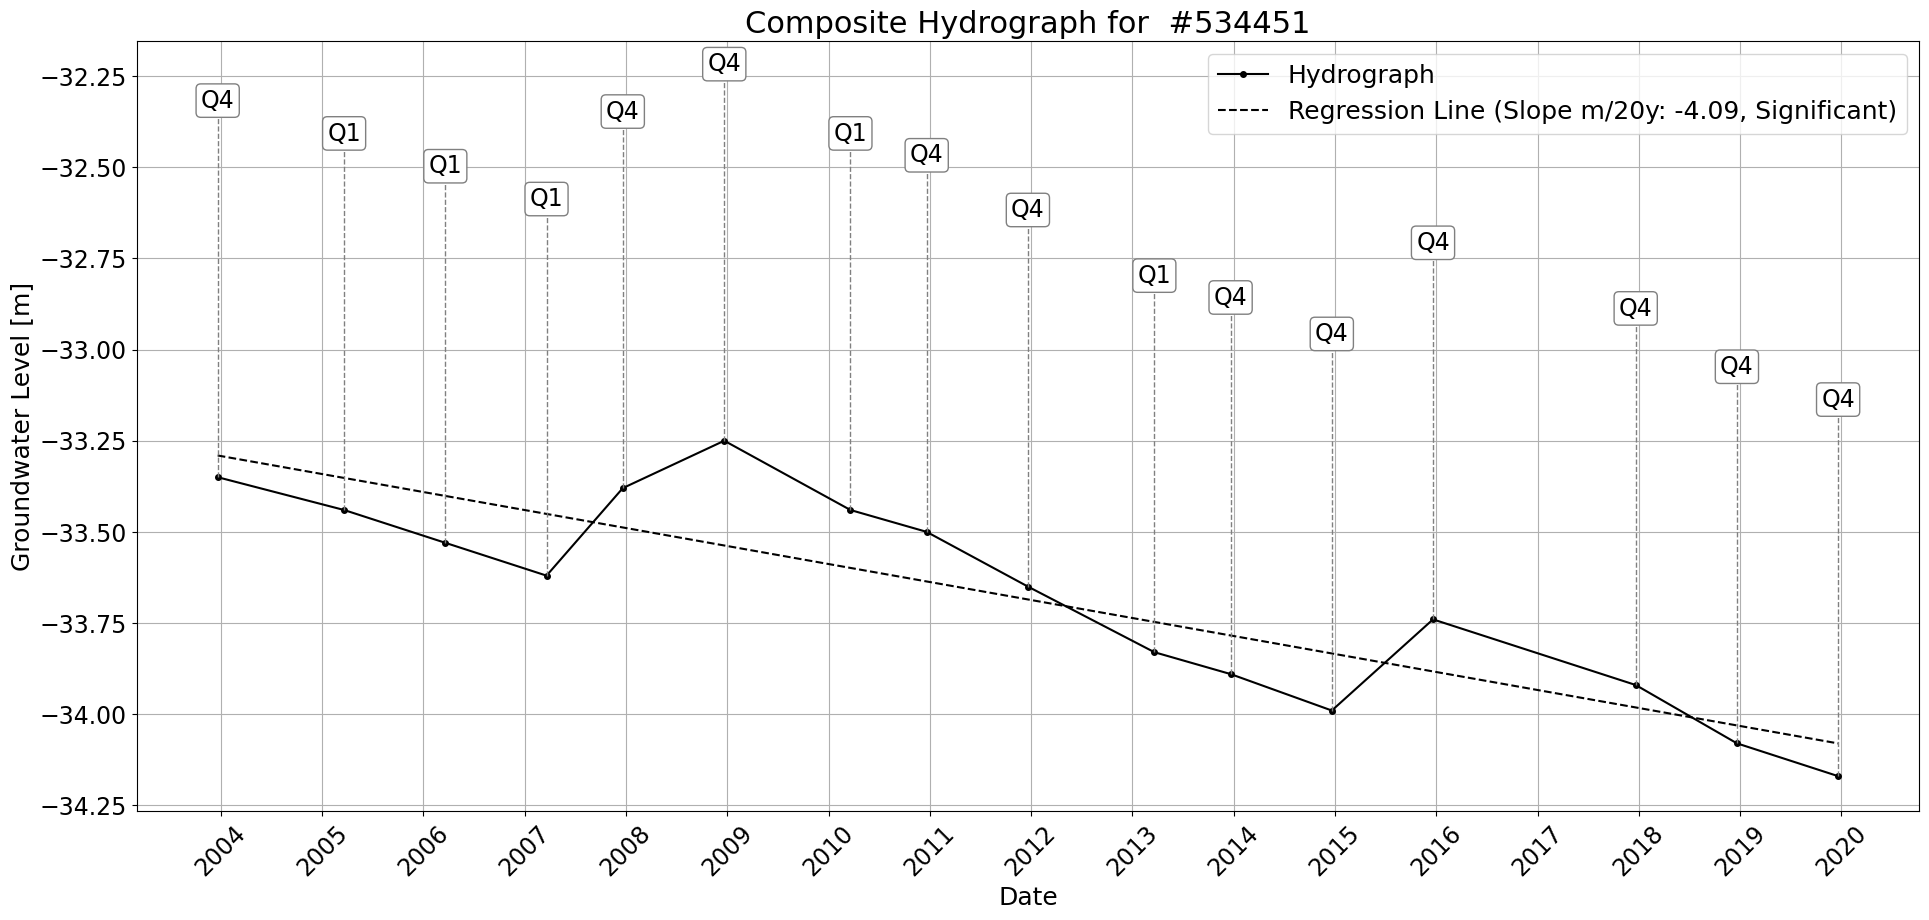 Composite Hydrograph for  #534451
Hydrograph
Regression Line (Slope m/20y: -4.09, Significant)
Q4
Q1
Q1
Q1
Q4
Q4
Q1
Q4
Q4
Q1
Q4
Q4
Q4
Q4
Q4
Q4
Groundwater Level [m]
−32.25
−32.50
−32.75
−33.00
−33.25
−33.50
−33.75
−34.00
−34.25
2004
2005
2006
2007
2008
2009
2010
2011
2012
2013
2014
2015
2016
2017
2018
2019
2020
Date